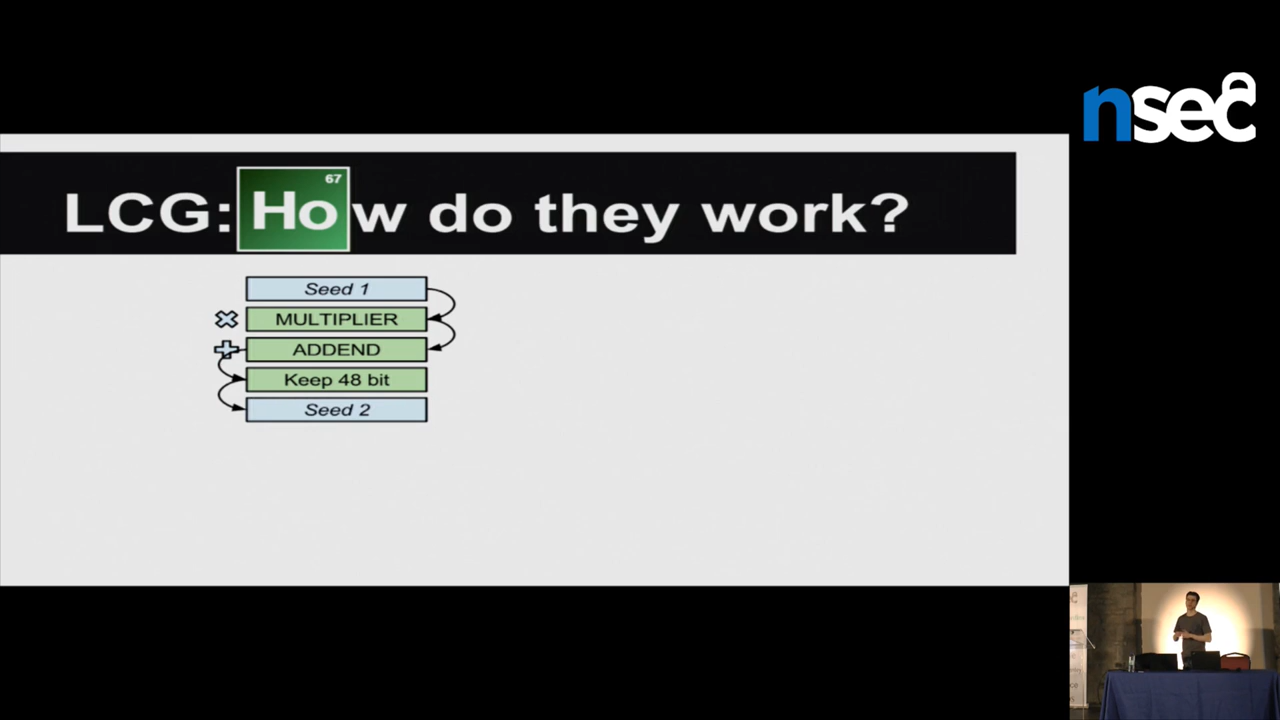 nsec
67
LCG: How do they work?
Seed 1
MULTIPLIER
ADDEND
Keep 48 bit
Seed 2